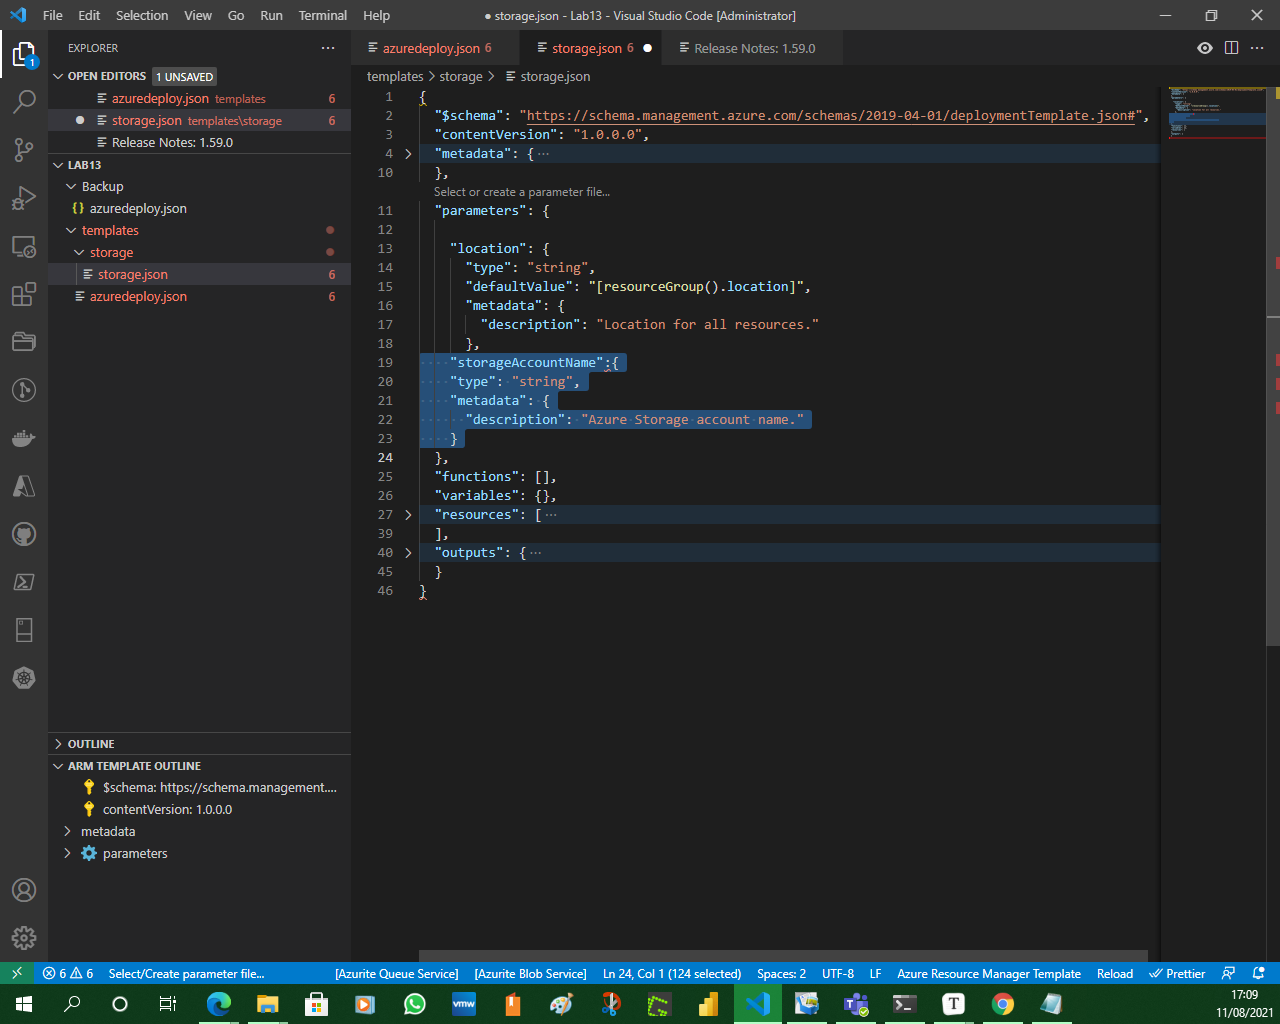 File Edit Selection View Go Run Terminal Help
● storage.json - Lab13 - Visual Studio Code [Administrator]
EXPLORER
OPEN EDITORS 1 UNSAVED
azuredeploy.json templates 6
storage.json templates\storage 6
Release Notes: 1.59.0
LAB13
Backup
azuredeploy.json
templates
storage
storage.json 6
azuredeploy.json 6
OUTLINE
ARM TEMPLATE OUTLINE
$schema: https://schema.management....
contentVersion: 1.0.0.0
metadata
parameters
azuredeploy.json 6
storage.json 6
Release Notes: 1.59.0
templates > storage > storage.json
1 {
2 "$schema": "https://schema.management.azure.com/schemas/2019-04-01/deploymentTemplate.json#",
3 "contentVersion": "1.0.0.0",
4 "metadata": { ···
10 },
Select or create a parameter file...
11 "parameters": {
12
13 "location": {
14 "type": "string",
15 "defaultValue": "[resourceGroup().location]",
16 "metadata": {
17 "description": "Location for all resources."
18 },
19 "storageAccountName":{
20 "type": "string",
21 "metadata": {
22 "description": "Azure Storage account name."
23 }
24 },
25 "functions": [],
26 "variables": {},
27 "resources": [ ···
39 ],
40 "outputs": { ···
45 }
46 }
6 6 Select/Create parameter file... [Azurite Queue Service] [Azurite Blob Service] Ln 24, Col 1 (124 selected) Spaces: 2 UTF-8 LF Azure Resource Manager Template Reload Prettier
1
vmw
T
17:09
11/08/2021